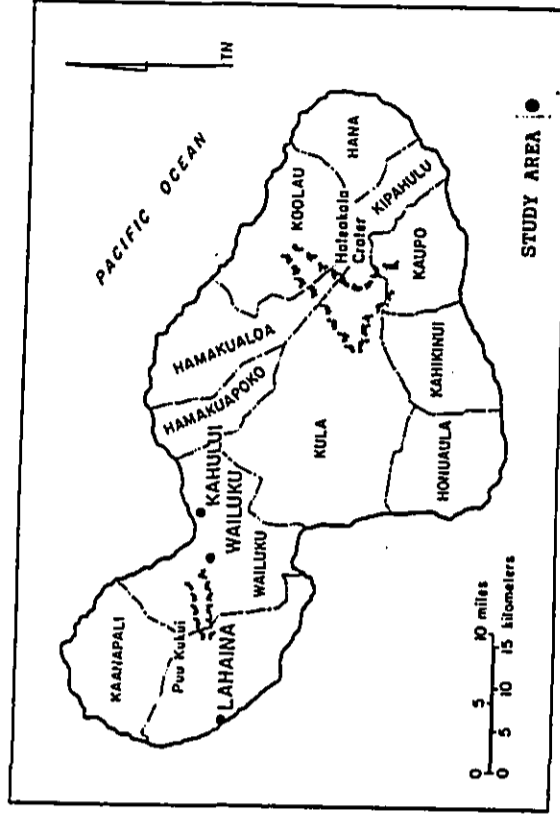 TN
PACIFIC OCEAN
KAANAPALI
Puu Kukui
LAHAINA
KAHULUI
WAILUKU
WAILUKU
HAMAKUAPOKO
HAMAKUALOA
KOOLAU
HANA
Haleakala
Crater
KIPAHULU
KULA
KAUPO
KAHIKINUI
HONUAULA
0 5 10 miles
0 5 10 15 kilometers
STUDY AREA